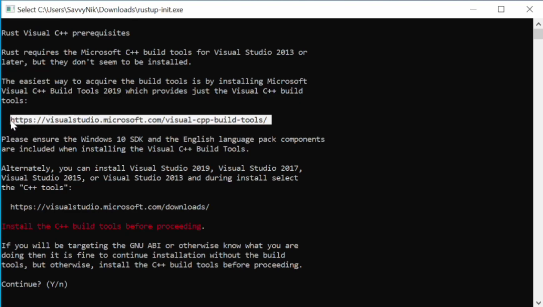 Select C:\Users\SavvyNik\Downloads\rustup-init.exe
Rust Visual C++ prerequisites
Rust requires the Microsoft C++ build tools for Visual Studio 2013 or
later, but they don't seem to be installed.
The easiest way to acquire the build tools is by installing Microsoft
Visual C++ Build Tools 2019 which provides just the Visual C++ build
tools:
https://visualstudio.microsoft.com/visual-cpp-build-tools/
Please ensure the Windows 10 SDK and the English language pack components
are included when installing the Visual C++ Build Tools.
Alternately, you can install Visual Studio 2019, Visual Studio 2017,
Visual Studio 2015, or Visual Studio 2013 and during install select
the "C++ tools":
https://visualstudio.microsoft.com/downloads/
Install the C++ build tools before proceeding.
If you will be targeting the GNU ABI or otherwise know what you are
doing then it is fine to continue installation without the build
tools, but otherwise, install the C++ build tools before proceeding.
Continue? (Y/n)